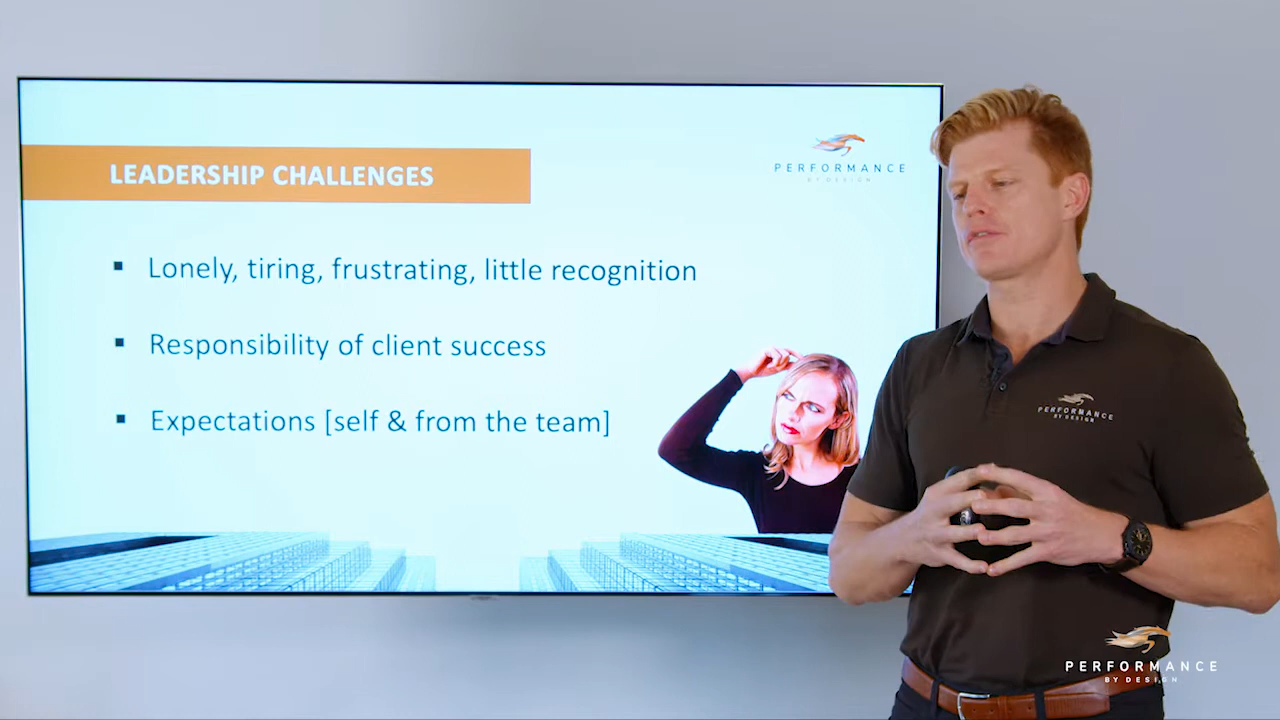 LEADERSHIP CHALLENGES
PERFORMANCE
BY DESIGN
▪ Lonely, tiring, frustrating, little recognition
▪ Responsibility of client success
▪ Expectations [self & from the team]
PERFORMANCE
BY DESIGN
PERFORMANCE
BY DESIGN